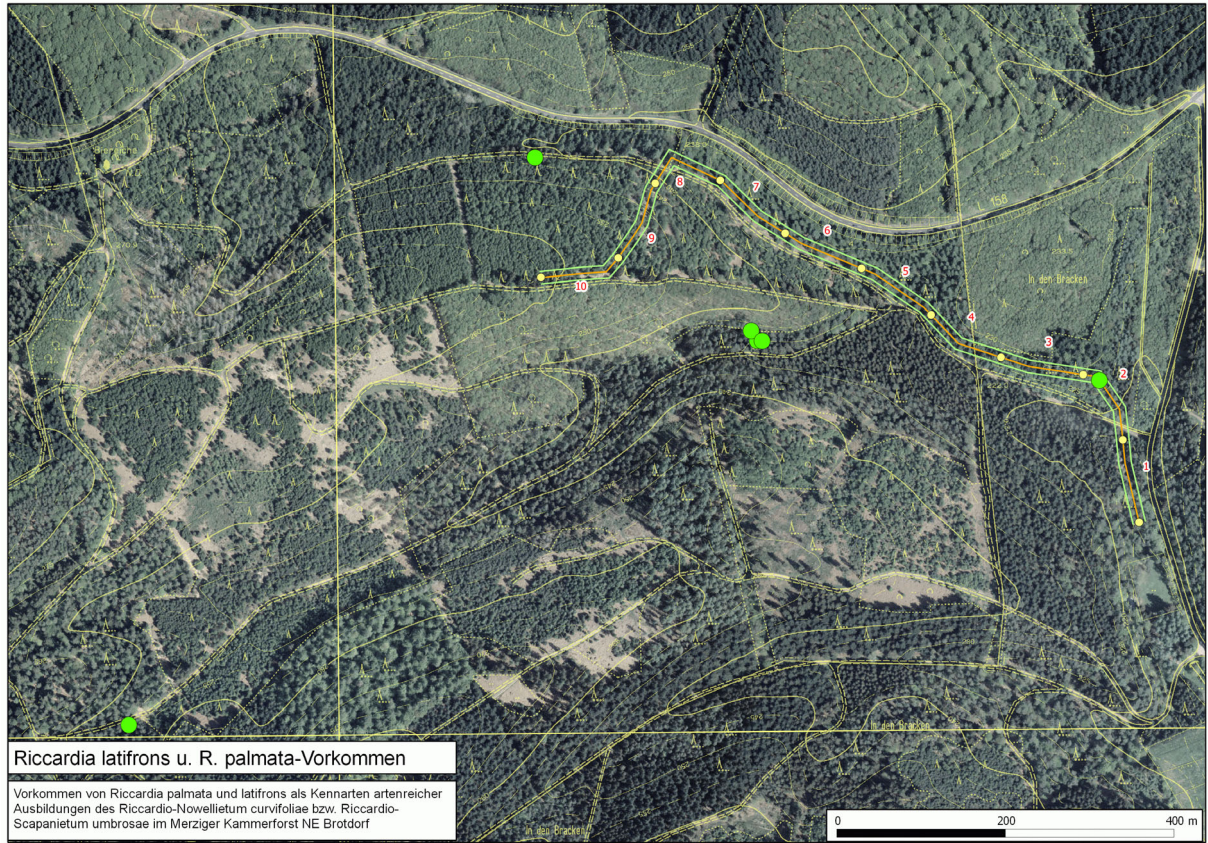 158
8
7
9
6
In den Bracken
5
10
4
3
2
1
280
In den Bracken
Riccardia latifrons u. R. palmata-Vorkommen
Vorkommen von Riccardia palmata und latifrons als Kennarten artenreicher
Ausbildungen des Riccardio-Nowellietum curvifoliae bzw. Riccardio-
Scapanietum umbrosae im Merziger Kammerforst NE Brotdorf
In den Bracken
0 200 400 m